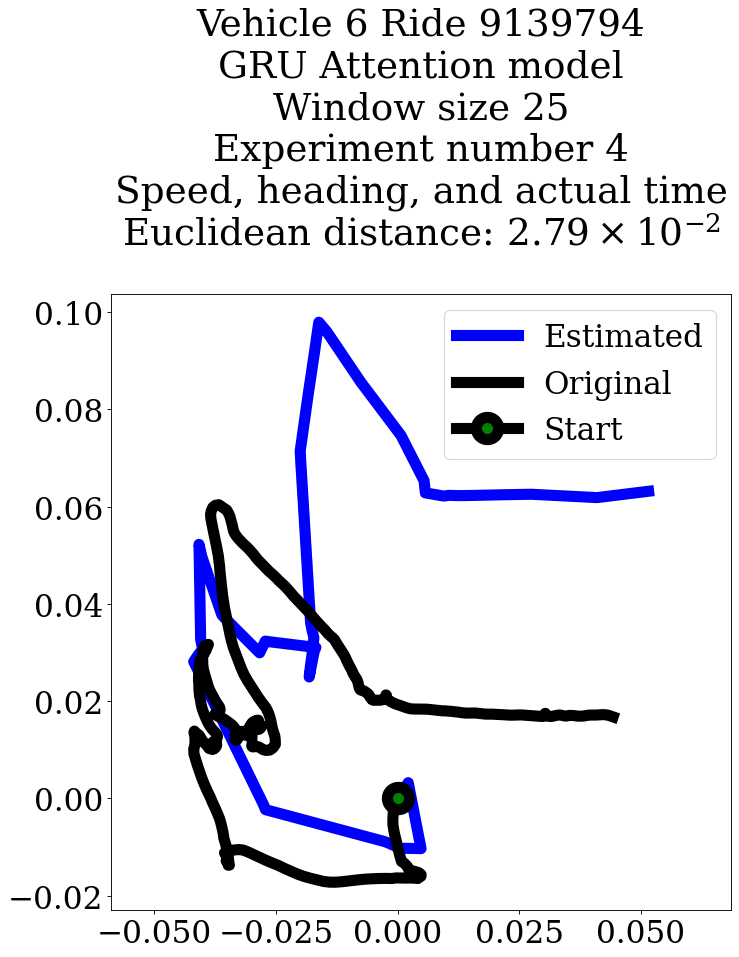 Vehicle 6 Ride 9139794
GRU Attention model
Window size 25
Experiment number 4
Speed, heading, and actual time
Euclidean distance: 2.79 × 10⁻²
Estimated
Original
Start
0.10
0.08
0.06
0.04
0.02
0.00
−0.02
−0.050 −0.025 0.000 0.025 0.050